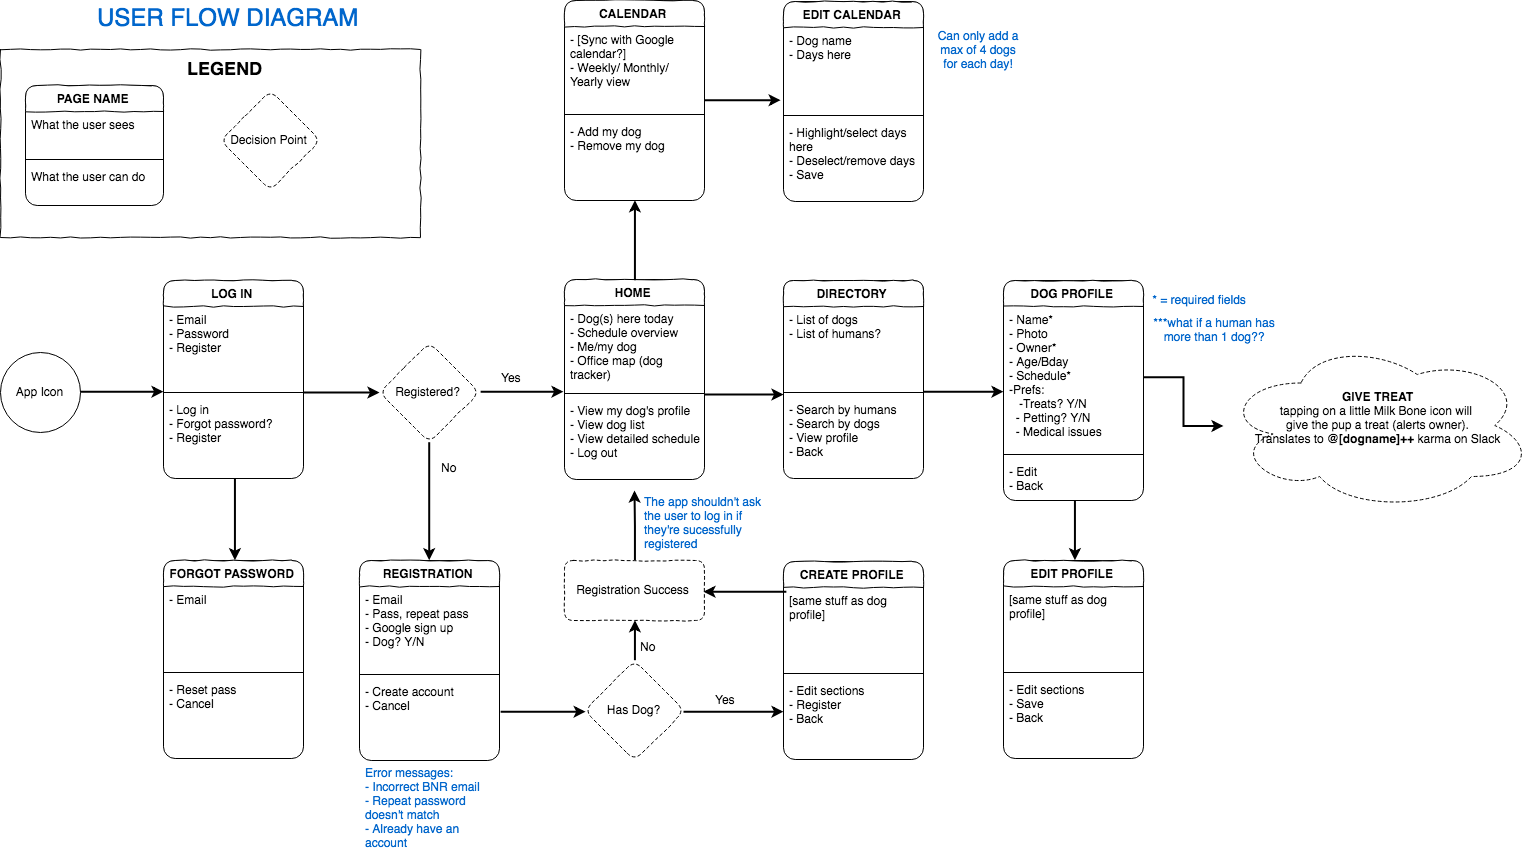 USER FLOW DIAGRAM
LEGEND
PAGE NAME
What the user sees
What the user can do
Decision Point
CALENDAR
- [Sync with Google
calendar?]
- Weekly/ Monthly/
Yearly view
- Add my dog
- Remove my dog
EDIT CALENDAR
- Dog name
- Days here
- Highlight/select days
here
- Deselect/remove days
- Save
Can only add a
max of 4 dogs
for each day!
App Icon
LOG IN
- Email
- Password
- Register
- Log in
- Forgot password?
- Register
Registered?
Yes
No
HOME
- Dog(s) here today
- Schedule overview
- Me/my dog
- Office map (dog
tracker)
- View my dog's profile
- View dog list
- View detailed schedule
- Log out
DIRECTORY
- List of dogs
- List of humans?
- Search by humans
- Search by dogs
- View profile
- Back
DOG PROFILE
- Name*
- Photo
- Owner*
- Age/Bday
- Schedule*
-Prefs:
-Treats? Y/N
- Petting? Y/N
- Medical issues
- Edit
- Back
* = required fields
***what if a human has
more than 1 dog??
GIVE TREAT
tapping on a little Milk Bone icon will
give the pup a treat (alerts owner).
Translates to @[dogname]++ karma on Slack
The app shouldn't ask
the user to log in if
they're sucessfully
registered
FORGOT PASSWORD
- Email
- Reset pass
- Cancel
REGISTRATION
- Email
- Pass, repeat pass
- Google sign up
- Dog? Y/N
- Create account
- Cancel
Error messages:
- Incorrect BNR email
- Repeat password
doesn't match
- Already have an
account
Registration Success
No
Has Dog?
Yes
CREATE PROFILE
[same stuff as dog
profile]
- Edit sections
- Register
- Back
EDIT PROFILE
[same stuff as dog
profile]
- Edit sections
- Save
- Back